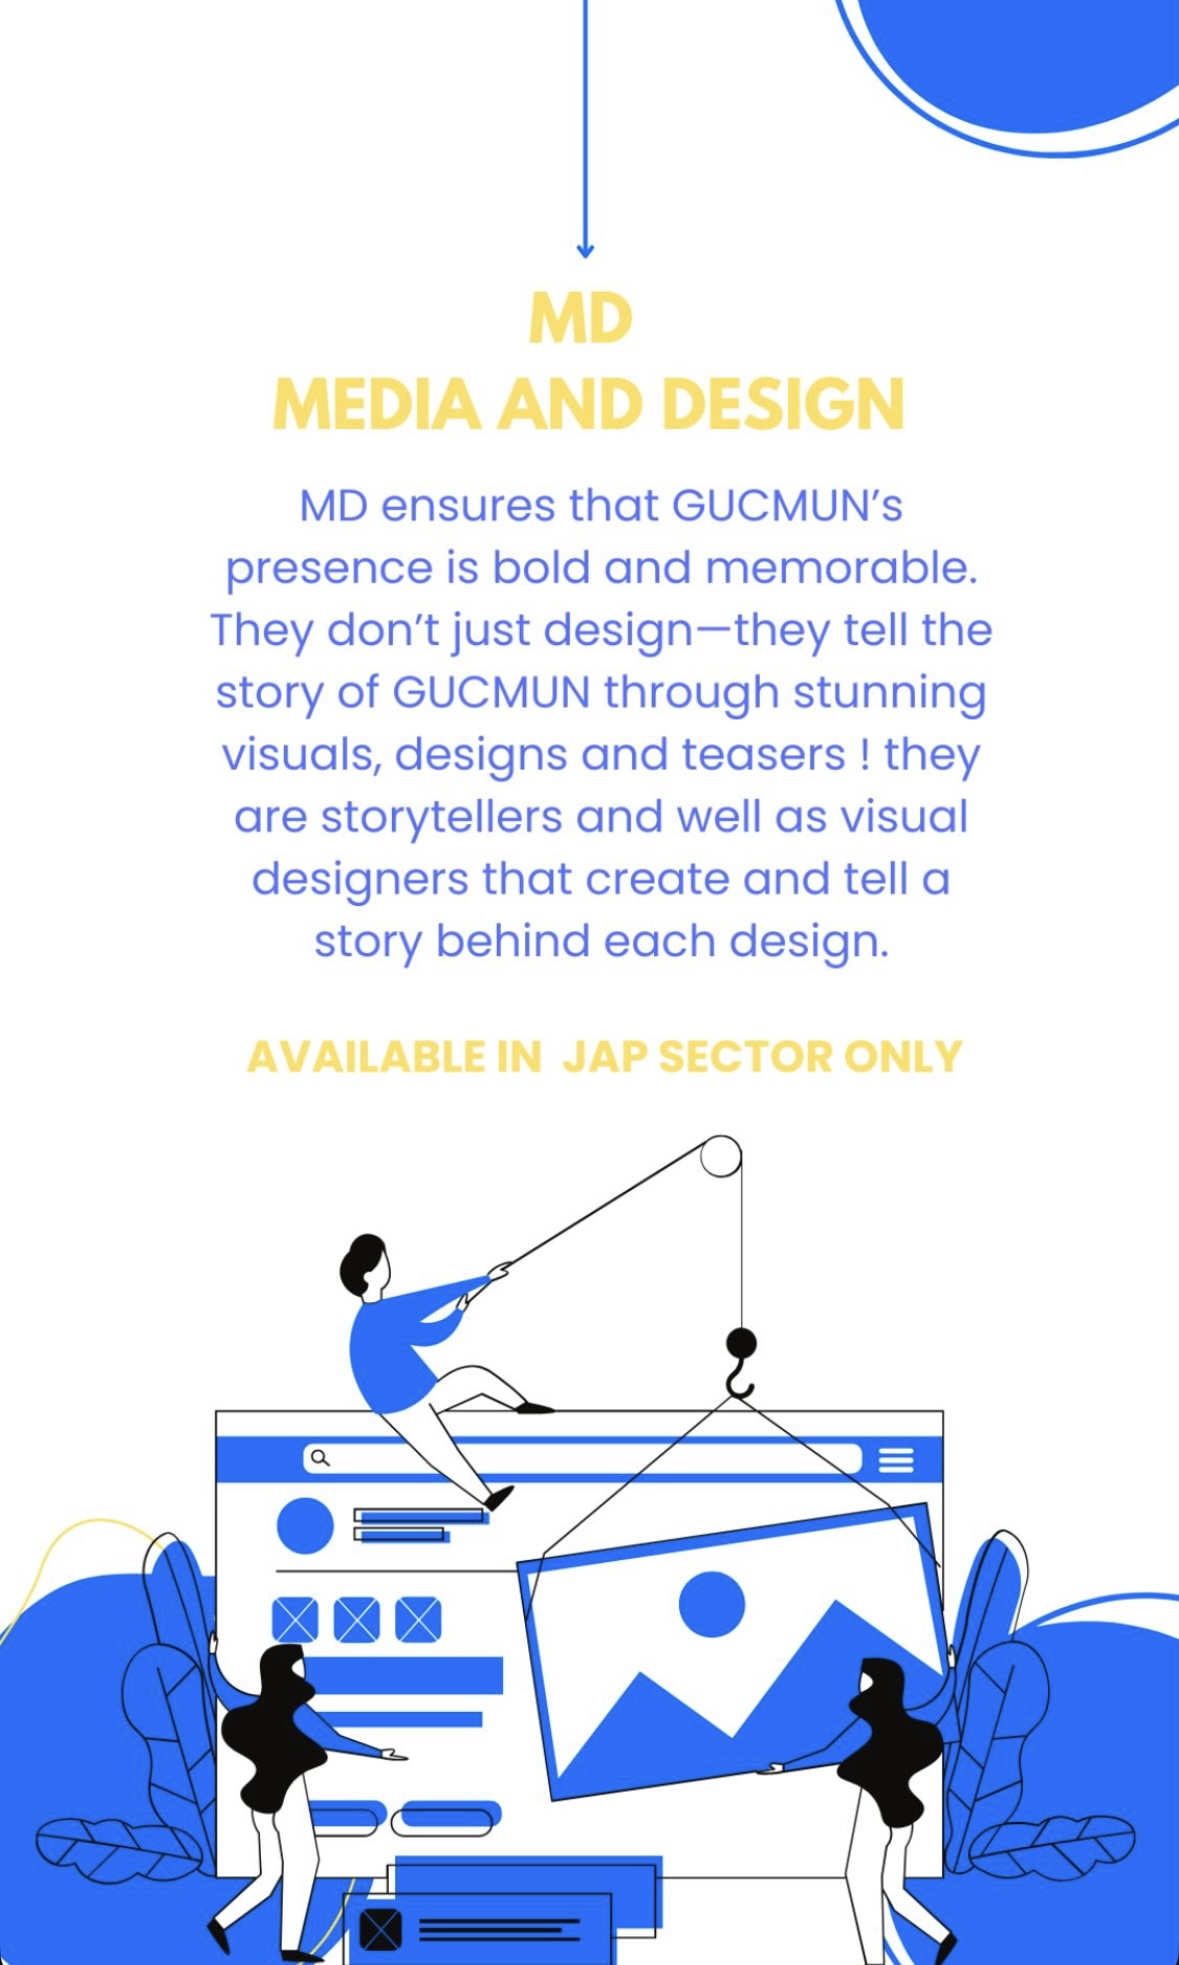 MD
MEDIA AND DESIGN
MD ensures that GUCMUN’s
presence is bold and memorable.
They don’t just design—they tell the
story of GUCMUN through stunning
visuals, designs and teasers ! they
are storytellers and well as visual
designers that create and tell a
story behind each design.
AVAILABLE IN  JAP SECTOR ONLY